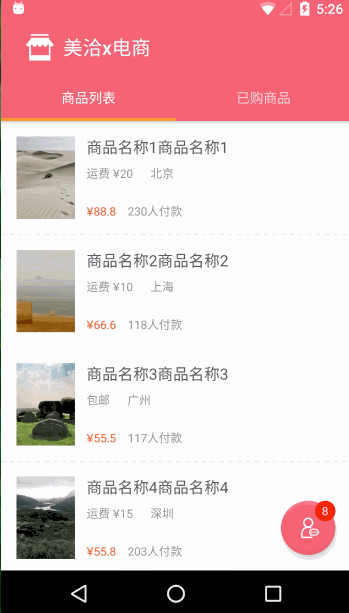 5:26
美洽x电商
商品列表 已购商品
商品名称1商品名称1
运费 ¥20 北京
¥88.8 230人付款
商品名称2商品名称2
运费 ¥10 上海
¥66.6 118人付款
商品名称3商品名称3
包邮 广州
¥55.5 117人付款
商品名称4商品名称4
运费 ¥15 深圳
8
¥55.8 203人付款